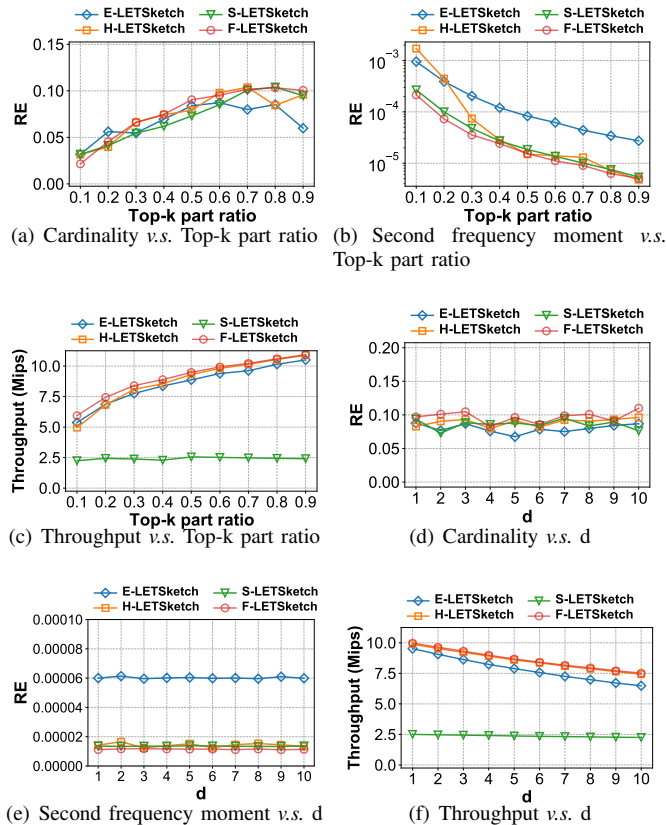 E-LETSketch S-LETSketch
H-LETSketch F-LETSketch
0.15
0.10
0.05
0.00
RE
0.1 0.2 0.3 0.4 0.5 0.6 0.7 0.8 0.9
Top-k part ratio
(a) Cardinality v.s. Top-k part ratio
E-LETSketch S-LETSketch
H-LETSketch F-LETSketch
10⁻³
10⁻⁴
10⁻⁵
RE
0.1 0.2 0.3 0.4 0.5 0.6 0.7 0.8 0.9
Top-k part ratio
(b) Second frequency moment v.s.
Top-k part ratio
E-LETSketch S-LETSketch
H-LETSketch F-LETSketch
10.0
7.5
5.0
2.5
0.0
Throughput (Mips)
0.1 0.2 0.3 0.4 0.5 0.6 0.7 0.8 0.9
Top-k part ratio
(c) Throughput v.s. Top-k part ratio
E-LETSketch S-LETSketch
H-LETSketch F-LETSketch
0.20
0.15
0.10
0.05
0.00
RE
1 2 3 4 5 6 7 8 9 10
d
(d) Cardinality v.s. d
E-LETSketch S-LETSketch
H-LETSketch F-LETSketch
0.00010
0.00008
0.00006
0.00004
0.00002
0.00000
RE
1 2 3 4 5 6 7 8 9 10
d
(e) Second frequency moment v.s. d
E-LETSketch S-LETSketch
H-LETSketch F-LETSketch
10.0
7.5
5.0
2.5
0.0
Throughput (Mips)
1 2 3 4 5 6 7 8 9 10
d
(f) Throughput v.s. d